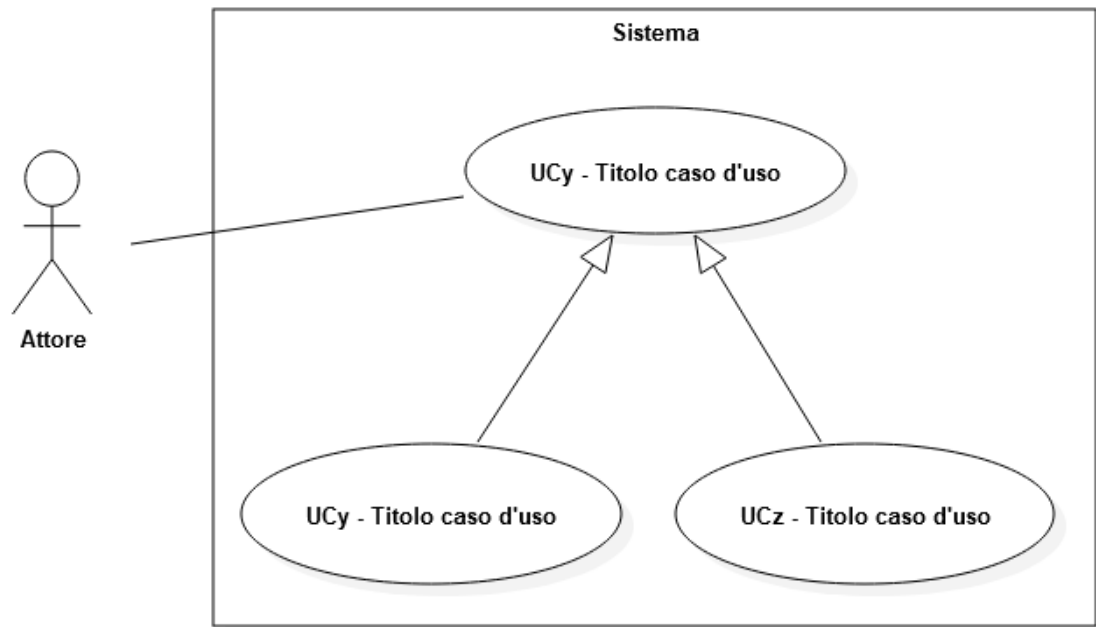 Sistema
UCy - Titolo caso d'uso
Attore
UCy - Titolo caso d'uso
UCz - Titolo caso d'uso